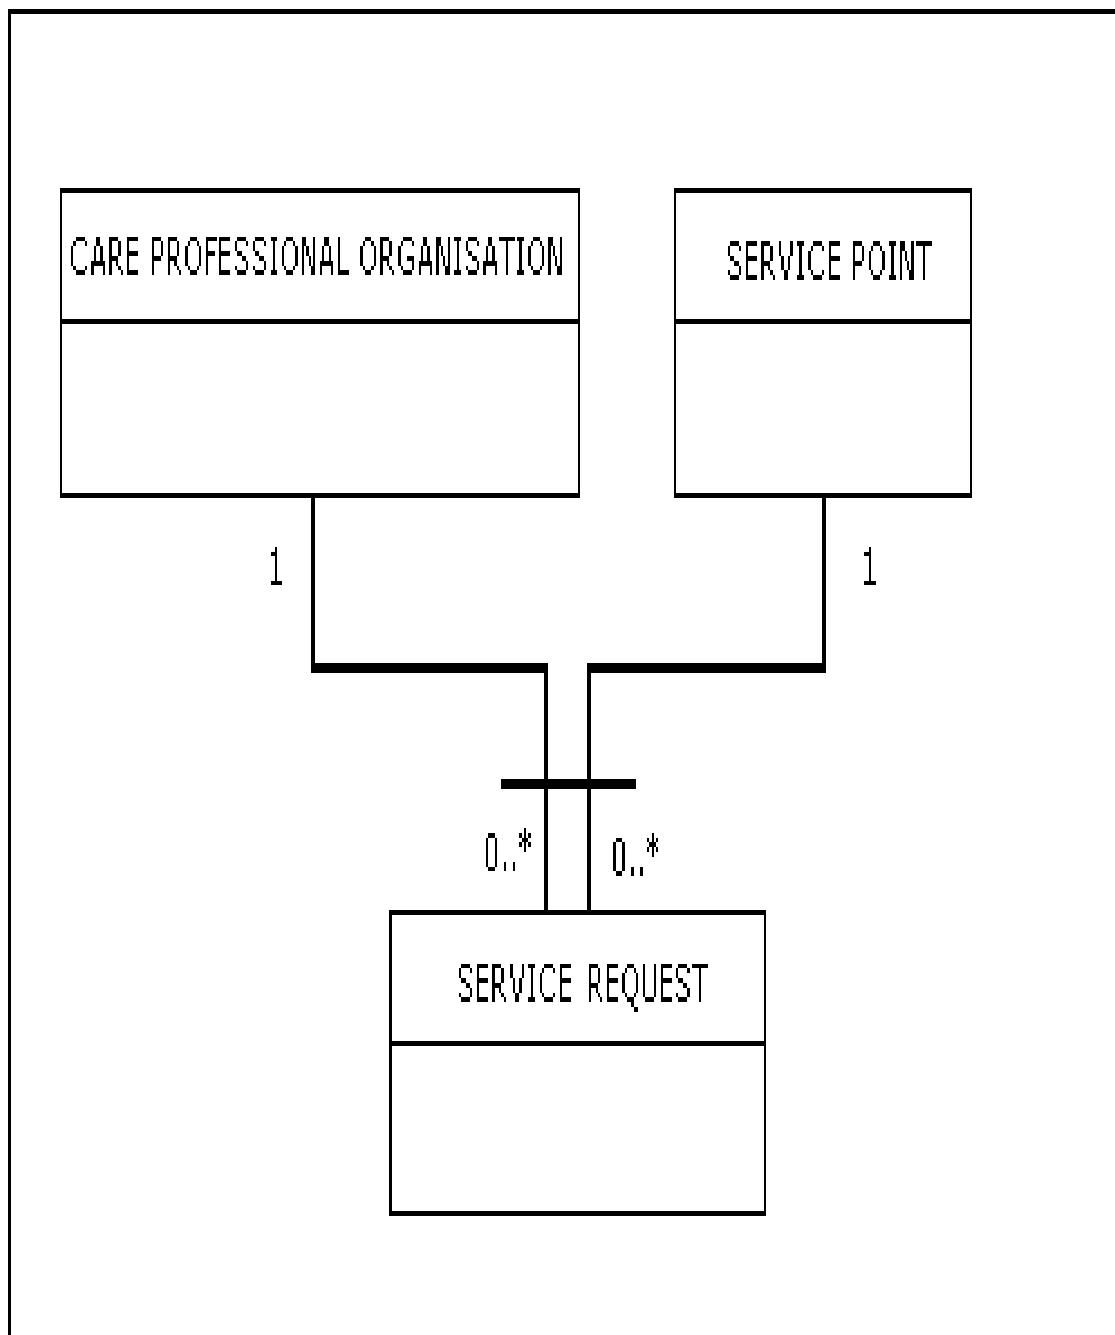 CARE PROFESSIONAL ORGANISATION
SERVICE POINT
1
1
0..*
0..*
SERVICE REQUEST